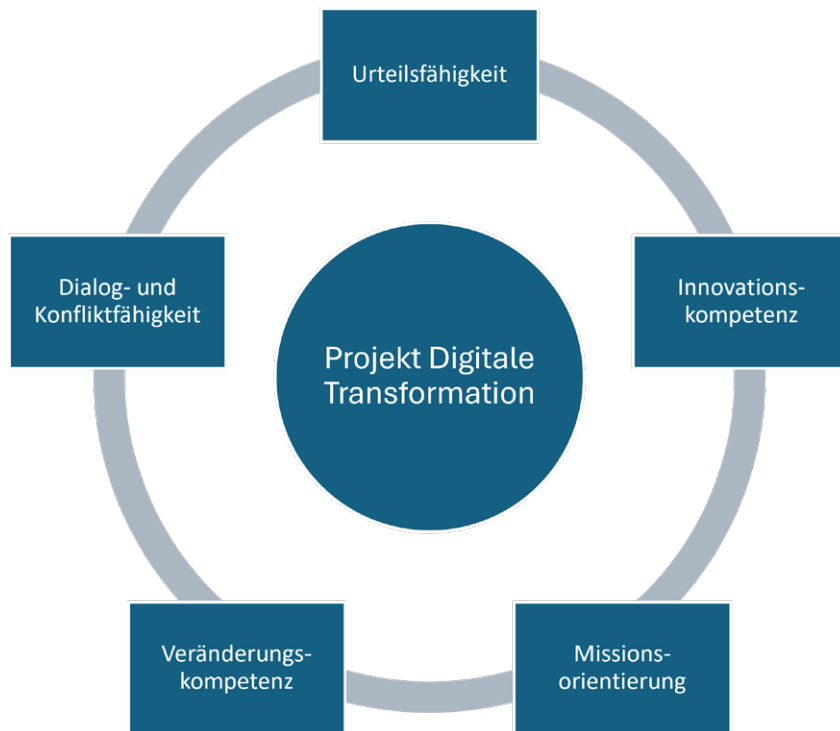 Urteilsfähigkeit
Dialog- und
Konfliktfähigkeit
Innovations-
kompetenz
Projekt Digitale
Transformation
Veränderungs-
kompetenz
Missions-
orientierung